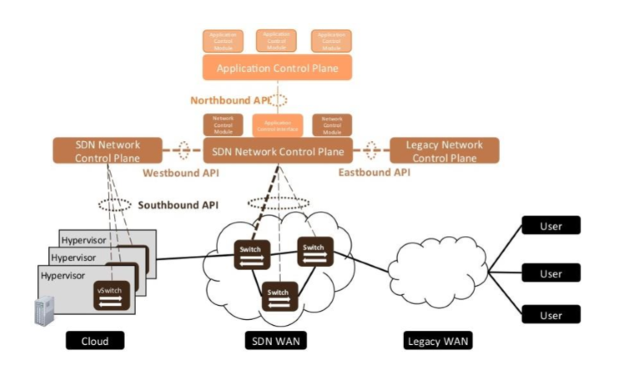 Application
Control
Module
Application
Control
Module
Application
Control
Module
Application Control Plane
Northbound API
Network
Control
Module
Application
Control Interface
Network
Control
Module
SDN Network
Control Plane
SDN Network Control Plane
Legacy Network
Control Plane
Westbound API
Eastbound API
Southbound API
Hypervisor
Hypervisor
Hypervisor
vSwitch
Switch
Switch
Switch
User
User
User
Cloud
SDN WAN
Legacy WAN